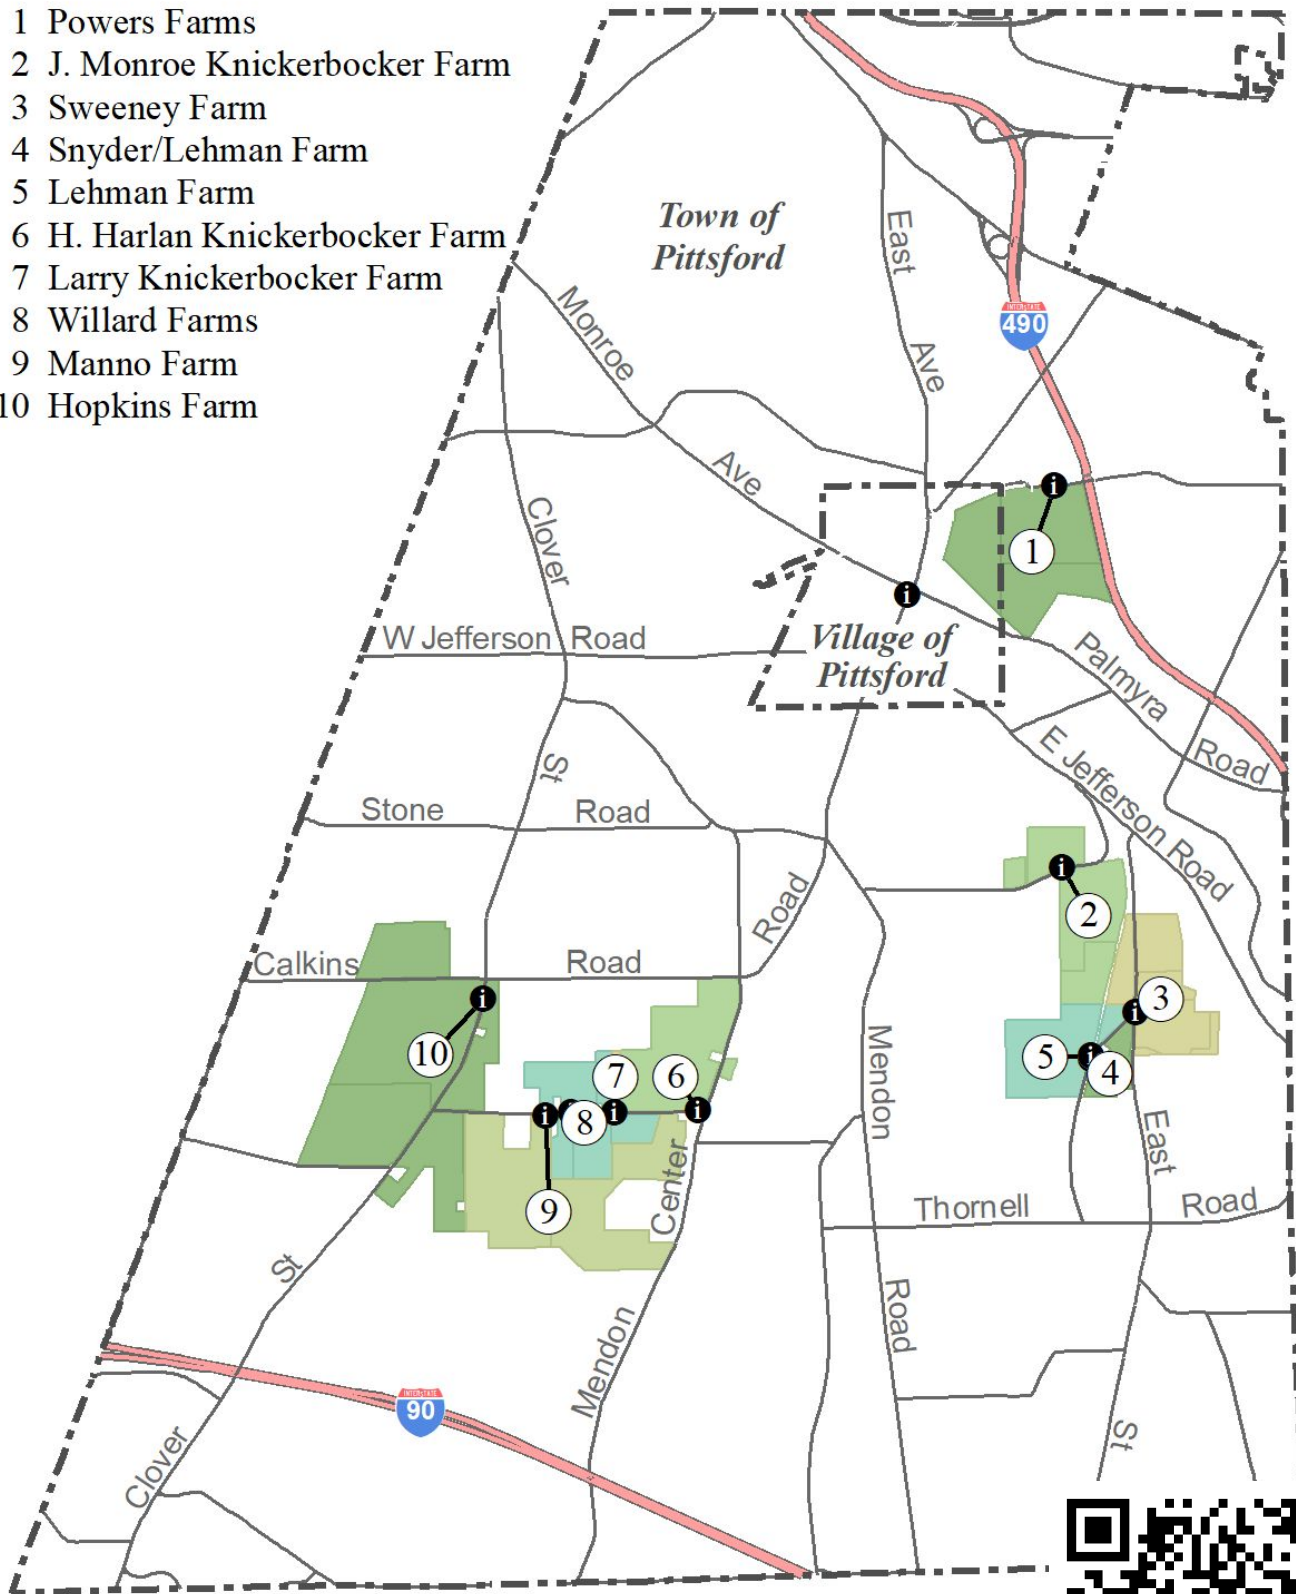 1 Powers Farms
2 J. Monroe Knickerbocker Farm
3 Sweeney Farm
4 Snyder/Lehman Farm
5 Lehman Farm
6 H. Harlan Knickerbocker Farm
7 Larry Knickerbocker Farm
8 Willard Farms
9 Manno Farm
10 Hopkins Farm
Town of
Pittsford
East
Ave
Monroe
Ave
INTERSTATE
490
Clover
St
i
1
i
W Jefferson Road
Village of
Pittsford
Palmyra
Road
E Jefferson Road
Stone Road
Road
i
2
Calkins Road
i
10
3
i
5
i
4
7
6
i
8
i
i
9
Center
Mendon
Mendon
Road
East
St
Thornell Road
St
INTERSTATE
90
Clover